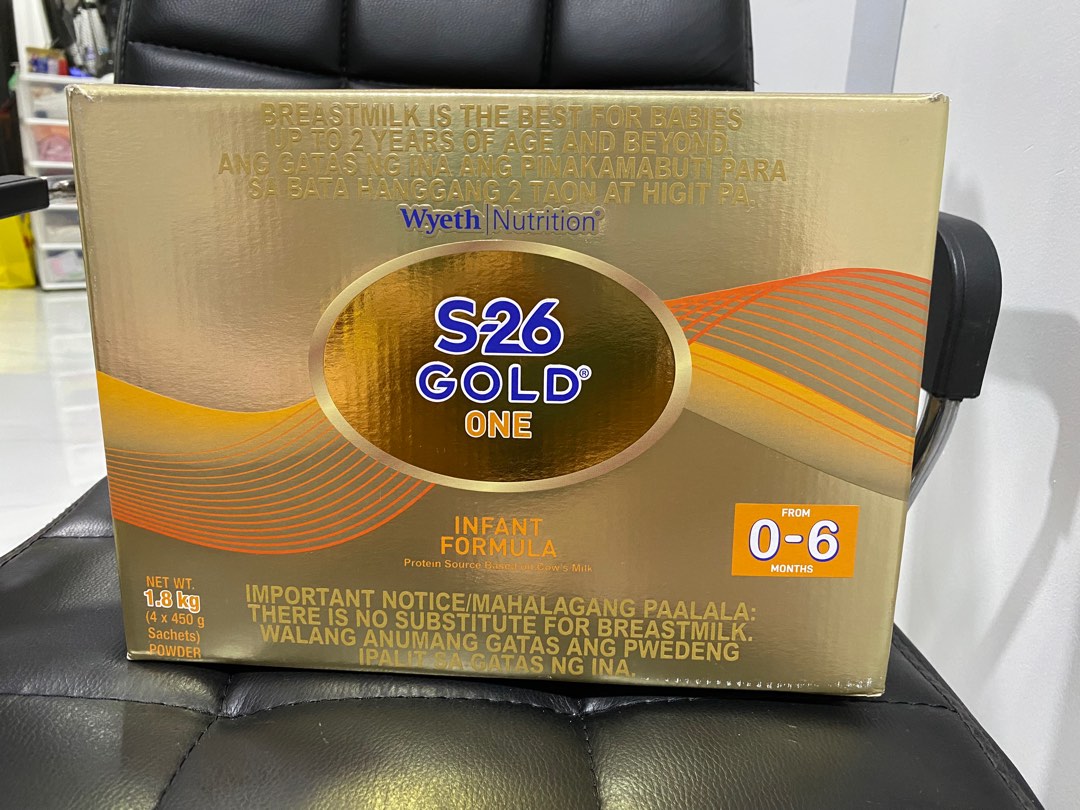 BREASTMILK IS THE BEST FOR BABIES
UP TO 2 YEARS OF AGE AND BEYOND.
ANG GATAS NG INA ANG PINAKAMABUTI PARA
SA BATA HANGGANG 2 TAON AT HIGIT PA.
Wyeth | Nutrition®
S-26
GOLD®
ONE
INFANT
FORMULA
Protein Source Based on Cow's Milk
FROM
0-6
MONTHS
NET WT.
1.8 kg
(4 x 450 g
Sachets)
POWDER
IMPORTANT NOTICE/MAHALAGANG PAALALA:
THERE IS NO SUBSTITUTE FOR BREASTMILK.
WALANG ANUMANG GATAS ANG PWEDENG
IPALIT SA GATAS NG INA.